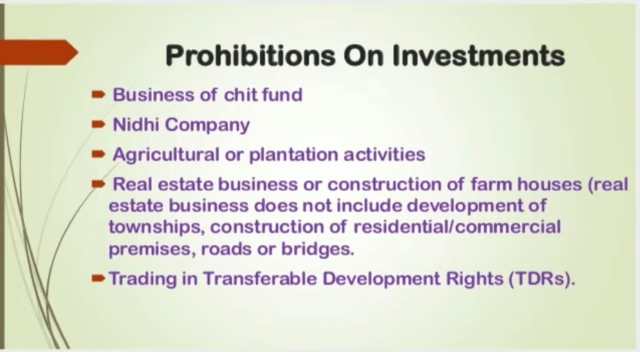 Prohibitions On Investments
Business of chit fund
Nidhi Company
Agricultural or plantation activities
Real estate business or construction of farm houses (real
estate business does not include development of
townships, construction of residential/commercial
premises, roads or bridges.
Trading in Transferable Development Rights (TDRs).